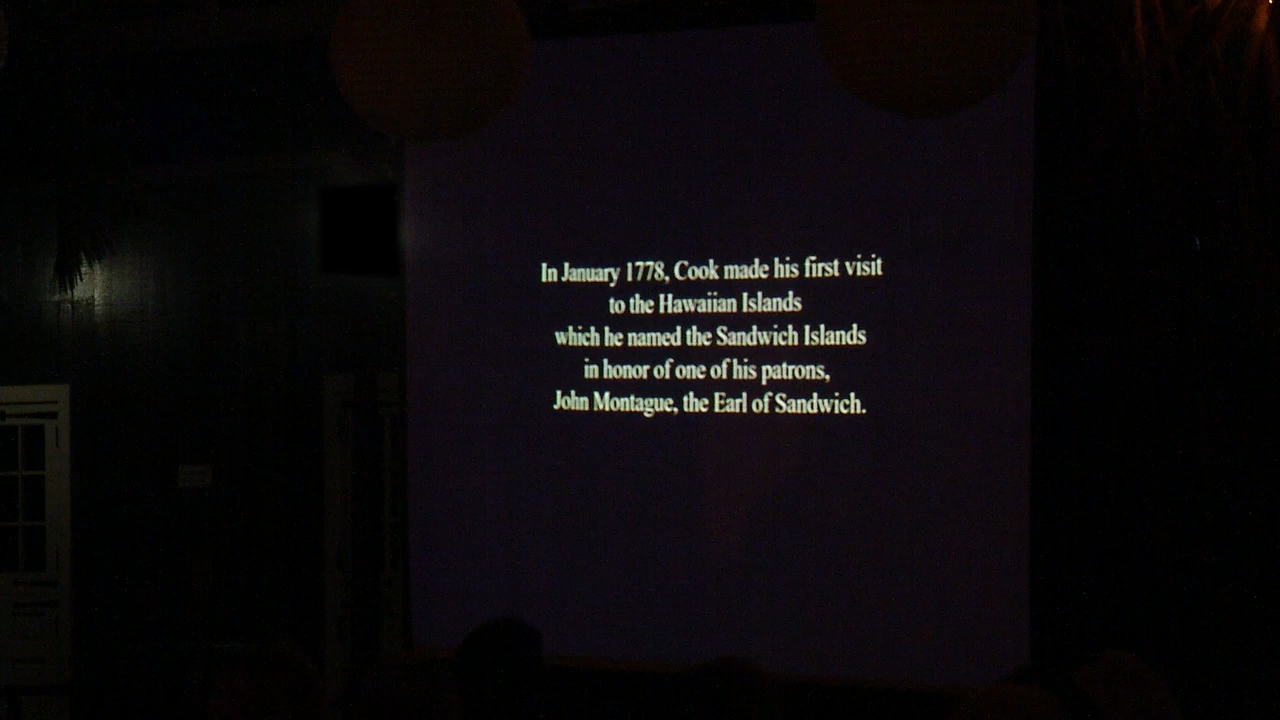 In January 1778, Cook made his first visit
to the Hawaiian Islands
which he named the Sandwich Islands
in honor of one of his patrons,
John Montague, the Earl of Sandwich.